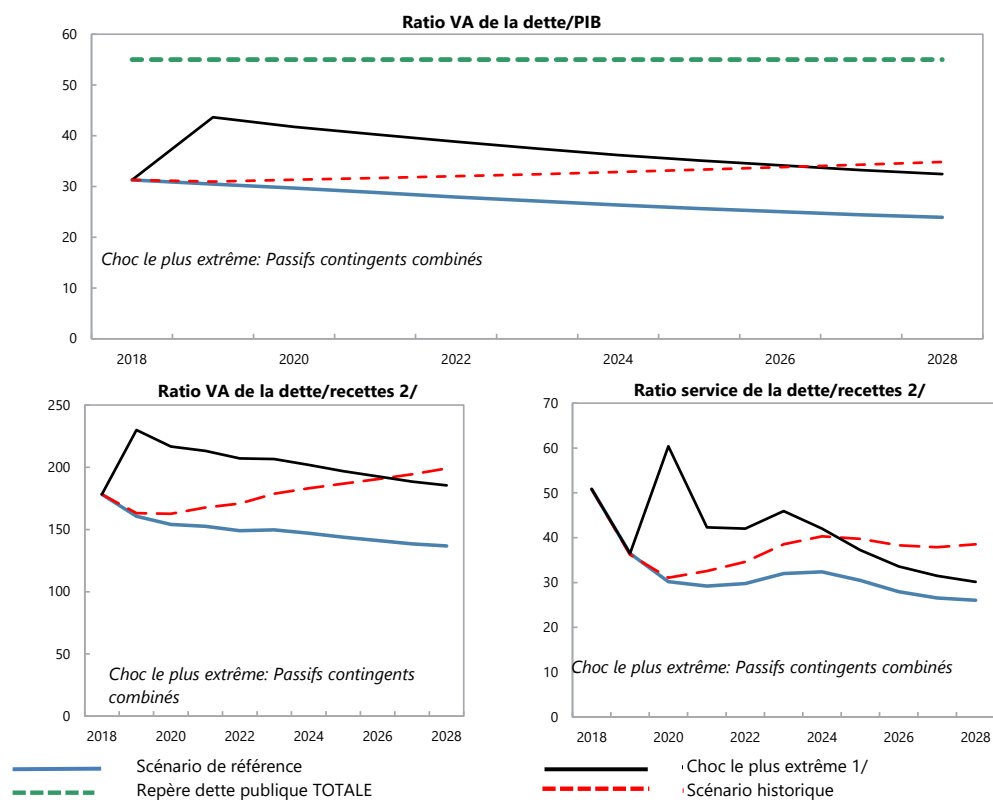 Ratio VA de la dette/PIB
60
50
40
30
20
10
0
Choc le plus extrême: Passifs contingents combinés
2018 2020 2022 2024 2026 2028
Ratio VA de la dette/recettes 2/
250
200
150
100
50
0
Choc le plus extrême: Passifs contingents
combinés
2018 2020 2022 2024 2026 2028
Ratio service de la dette/recettes 2/
70
60
50
40
30
20
10
0
Choc le plus extrême: Passifs contingents combinés
2018 2020 2022 2024 2026 2028
Scénario de référence
Repère dette publique TOTALE
Choc le plus extrême 1/
Scénario historique